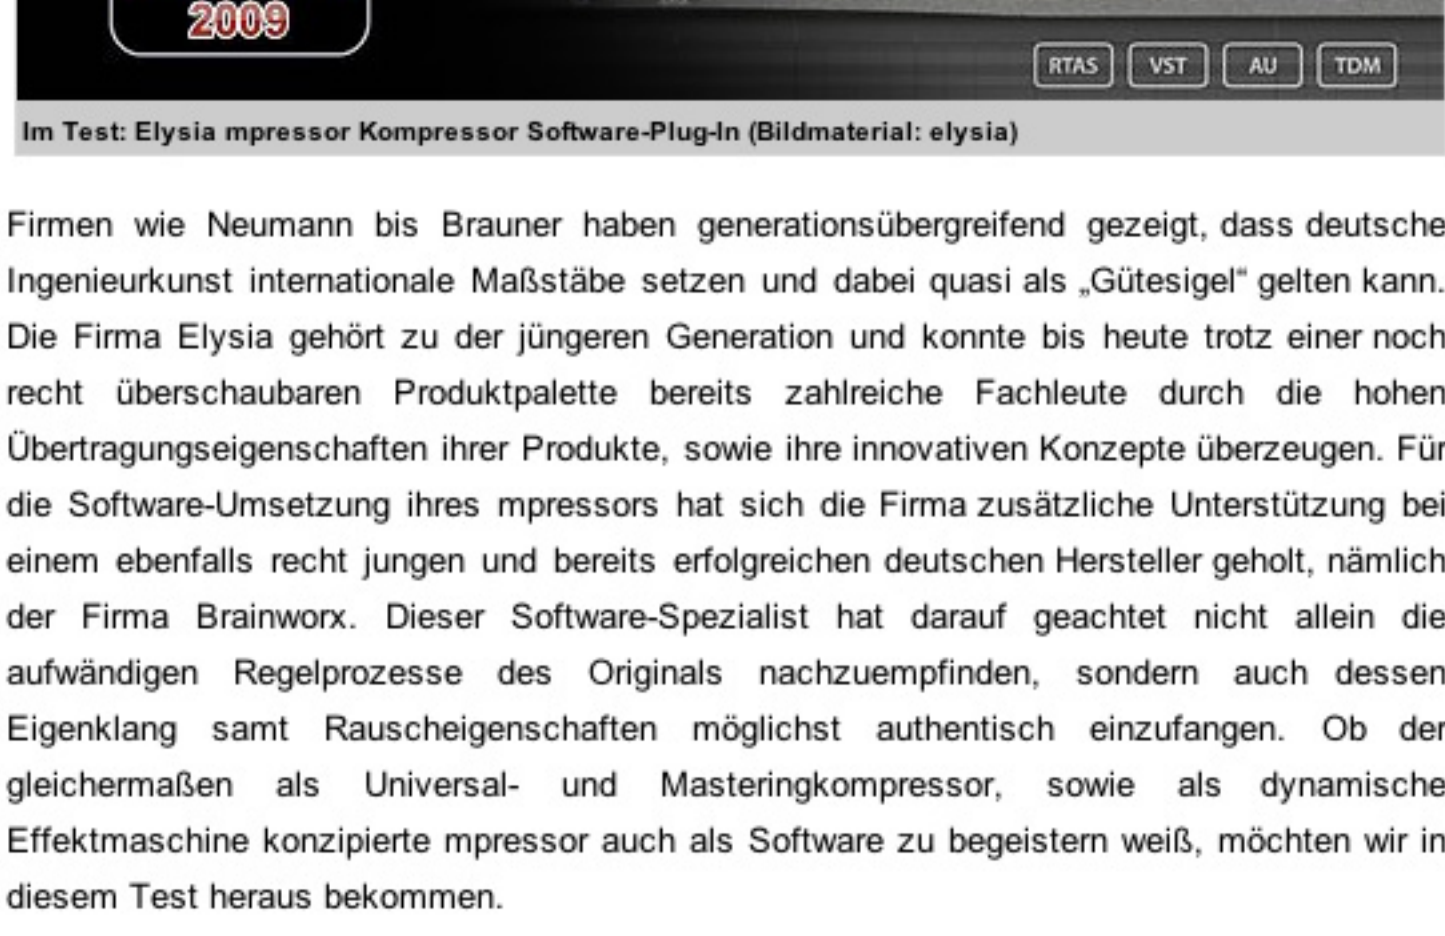 2009
RTAS VST AU TDM
Im Test: Elysia mpressor Kompressor Software-Plug-In (Bildmaterial: elysia)
Firmen wie Neumann bis Brauner haben generationsübergreifend gezeigt, dass deutsche
Ingenieurkunst internationale Maßstäbe setzen und dabei quasi als „Gütesigel“ gelten kann.
Die Firma Elysia gehört zu der jüngeren Generation und konnte bis heute trotz einer noch
recht überschaubaren Produktpalette bereits zahlreiche Fachleute durch die hohen
Übertragungseigenschaften ihrer Produkte, sowie ihre innovativen Konzepte überzeugen. Für
die Software-Umsetzung ihres mpressors hat sich die Firma zusätzliche Unterstützung bei
einem ebenfalls recht jungen und bereits erfolgreichen deutschen Hersteller geholt, nämlich
der Firma Brainworx. Dieser Software-Spezialist hat darauf geachtet nicht allein die
aufwändigen Regelprozesse des Originals nachzuempfinden, sondern auch dessen
Eigenklang samt Rauscheigenschaften möglichst authentisch einzufangen. Ob der
gleichermaßen als Universal- und Masteringkompressor, sowie als dynamische
Effektmaschine konzipierte mpressor auch als Software zu begeistern weiß, möchten wir in
diesem Test heraus bekommen.